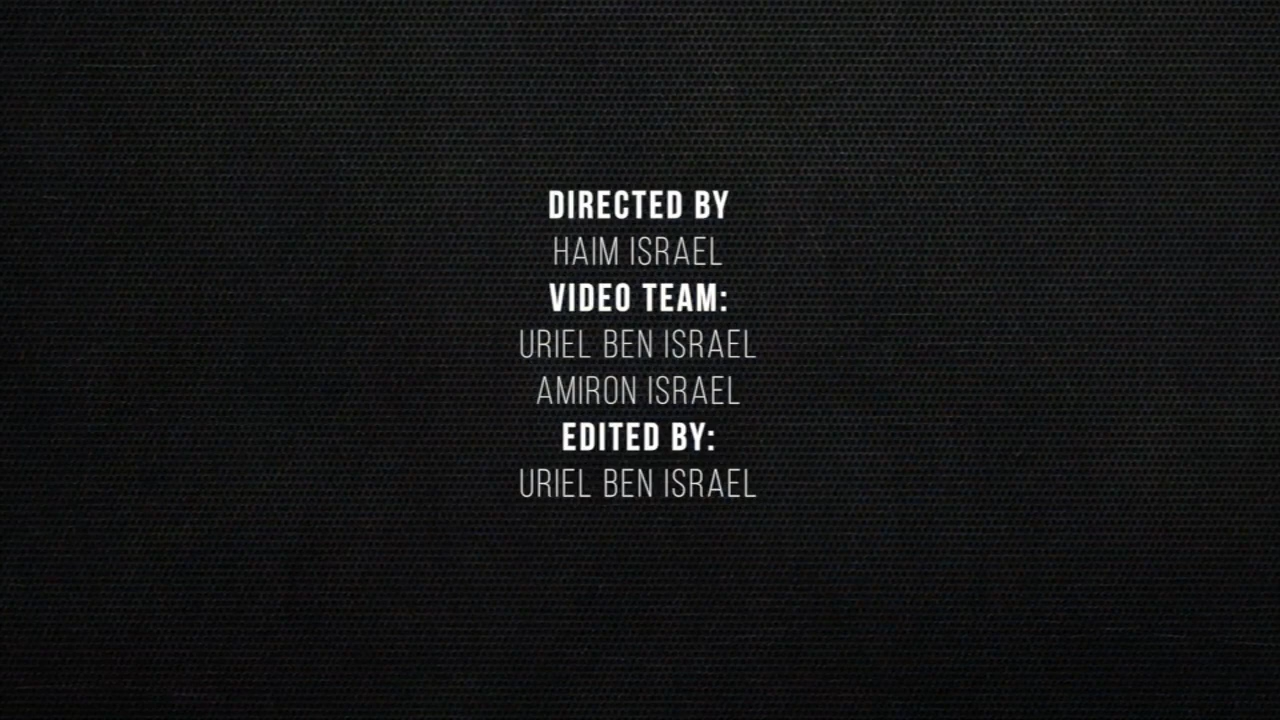 DIRECTED BY
HAIM ISRAEL
VIDEO TEAM:
URIEL BEN ISRAEL
AMIRON ISRAEL
EDITED BY:
URIEL BEN ISRAEL